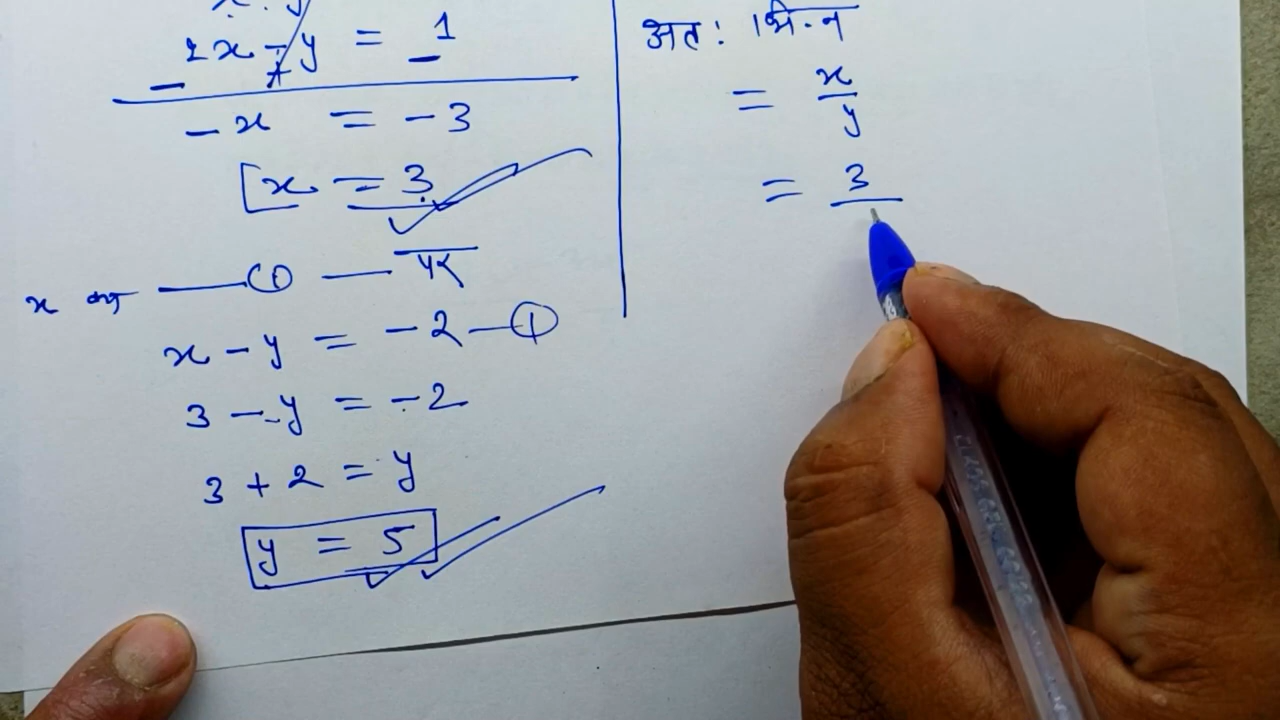 2x - y = 1
- + -
-x = -3
x = 3
x का — ① — पर
x - y = -2 — ①
3 - y = -2
3 + 2 = y
y = 5
अतः भिन्न
= x/y
= 3